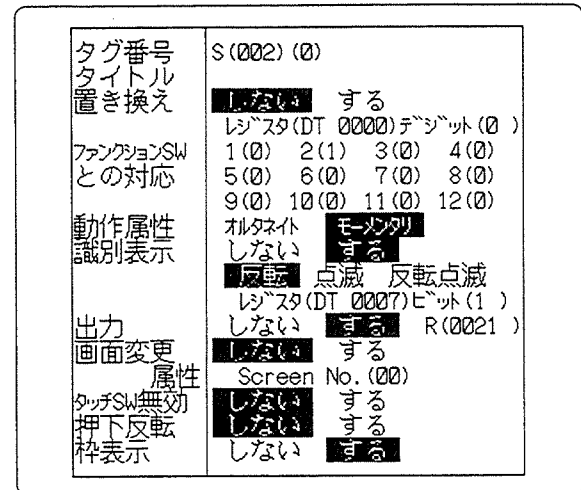 タグ番号 S(002)(0)
タイトル
置き換え しない する
レジスタ(DT 0000)デジット(0 )
ファンクションSW 1(0) 2(1) 3(0) 4(0)
との対応 5(0) 6(0) 7(0) 8(0)
9(0) 10(0) 11(0) 12(0)
動作属性 オルタネイト モーメンタリ
識別表示 しない する
反転 点滅 反転点滅
レジスタ(DT 0007)ビット(1 )
出力 しない する R(0021 )
画面変更 しない する
属性 Screen No.(00)
タッチSW無効 しない する
押下反転 しない する
枠表示 しない する